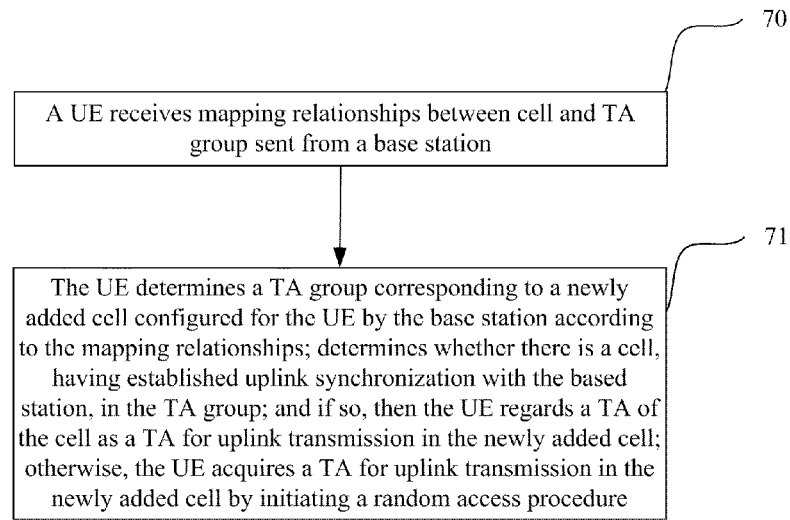 70
A UE receives mapping relationships between cell and TA
group sent from a base station
71
The UE determines a TA group corresponding to a newly
added cell configured for the UE by the base station according
to the mapping relationships; determines whether there is a cell,
having established uplink synchronization with the based
station, in the TA group; and if so, then the UE regards a TA of
the cell as a TA for uplink transmission in the newly added cell;
otherwise, the UE acquires a TA for uplink transmission in the
newly added cell by initiating a random access procedure